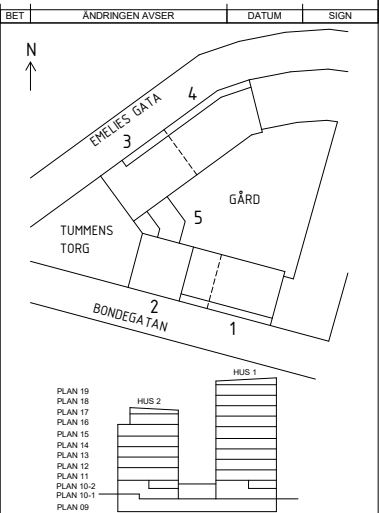 BET ÄNDRINGEN AVSER DATUM SIGN
N
EMELIES GATA
4
3
GÅRD
5
TUMMENS
TORG
2
BONDEGATAN
1
HUS 1
HUS 2
PLAN 19
PLAN 18
PLAN 17
PLAN 16
PLAN 15
PLAN 14
PLAN 13
PLAN 12
PLAN 11
PLAN 10-2
PLAN 10-1
PLAN 09